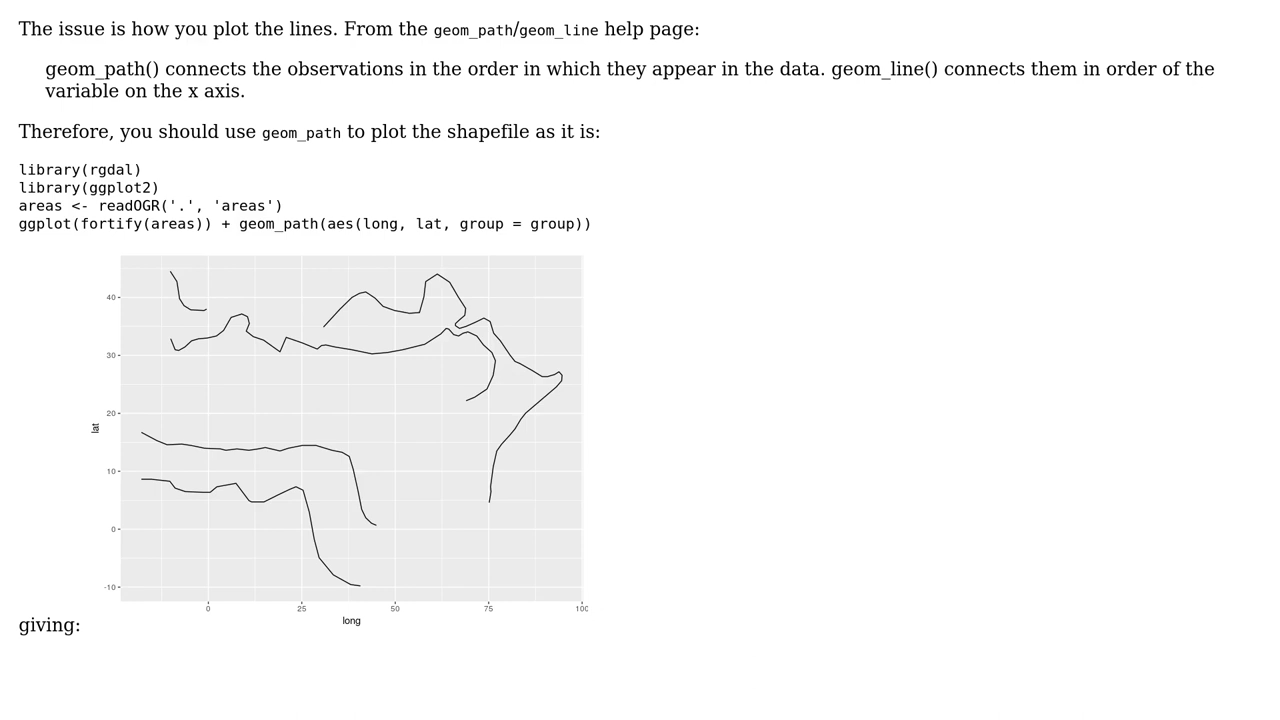 The issue is how you plot the lines. From the geom_path/geom_line help page:
geom_path() connects the observations in the order in which they appear in the data. geom_line() connects them in order of the
variable on the x axis.
Therefore, you should use geom_path to plot the shapefile as it is:
library(rgdal)
library(ggplot2)
areas <- readOGR('.', 'areas')
ggplot(fortify(areas)) + geom_path(aes(long, lat, group = group))
40
30
20
lat
10
0
-10
0 25 50 75 100
long
giving: